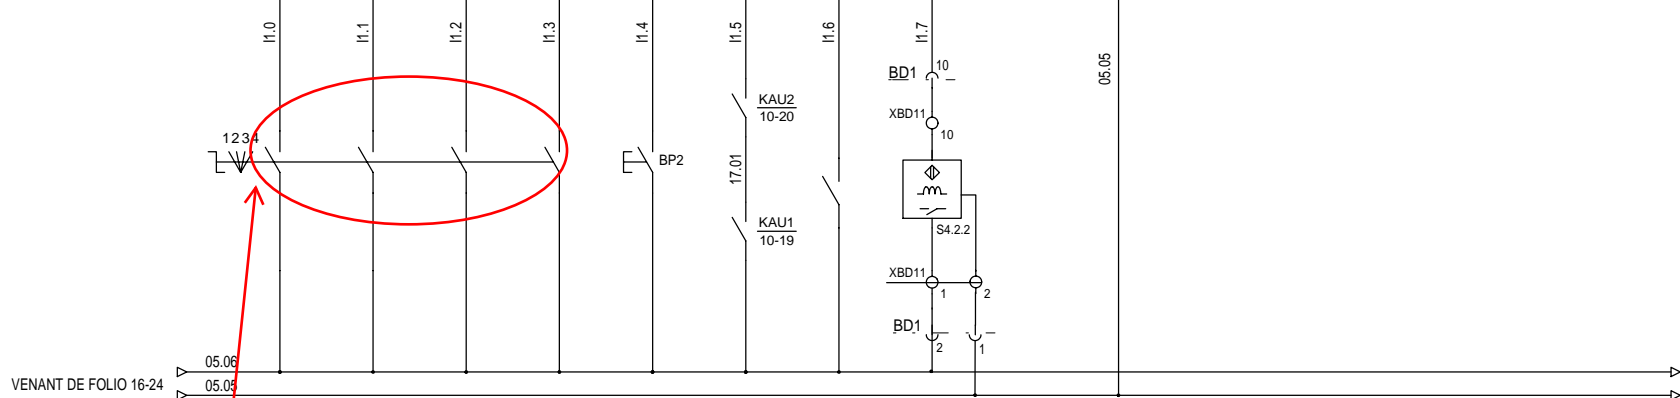 I1.0
I1.1
I1.2
I1.3
I1.4
I1.5
I1.6
I1.7
05.05
BD1
10
KAU2
10-20
XBD11
10
1234
BP2
17.01
KAU1
10-19
S4.2.2
XBD11
1
2
BD1
2
1
05.06
VENANT DE FOLIO 16-24
05.05